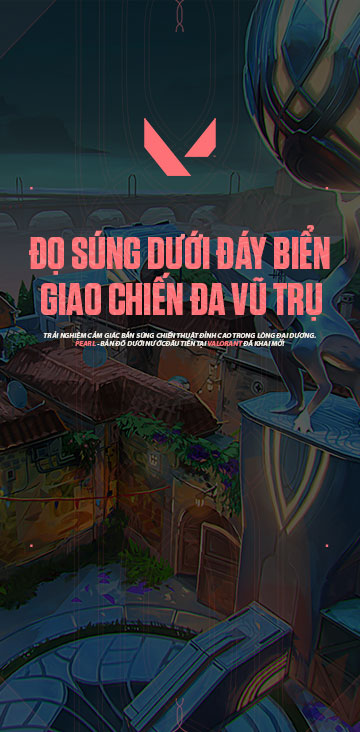 ĐỌ SÚNG DƯỚI ĐÁY BIỂN
GIAO CHIẾN ĐA VŨ TRỤ
TRẢI NGHIỆM CẢM GIÁC BẮN SÚNG CHIẾN THUẬT ĐỈNH CAO TRONG LÒNG ĐẠI DƯƠNG.
PEARL - BẢN ĐỒ DƯỚI NƯỚC ĐẦU TIÊN TẠI VALORANT ĐÃ KHAI MỞ!